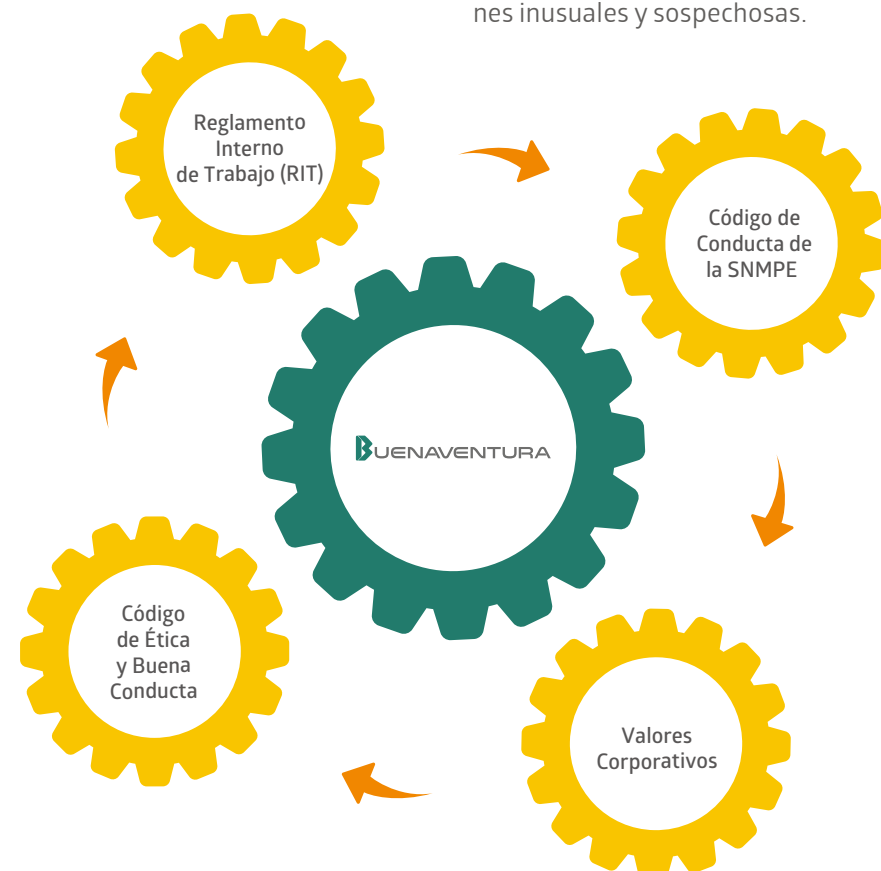 nes inusuales y sospechosas.
Reglamento
Interno
de Trabajo (RIT)
Código de
Conducta de
la SNMPE
BUENAVENTURA
Código
de Ética
y Buena
Conducta
Valores
Corporativos